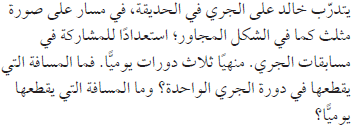 يتدرّب خالد على الجري في الحديقة، في مسار على صورة
مثلث كما في الشكل المجاور؛ استعدادًا للمشاركة في
مسابقات الجري. منهيًا ثلاث دورات يوميًّا. فما المسافة التي
يقطعها في دورة الجري الواحدة؟ وما المسافة التي يقطعها
يوميًّا؟